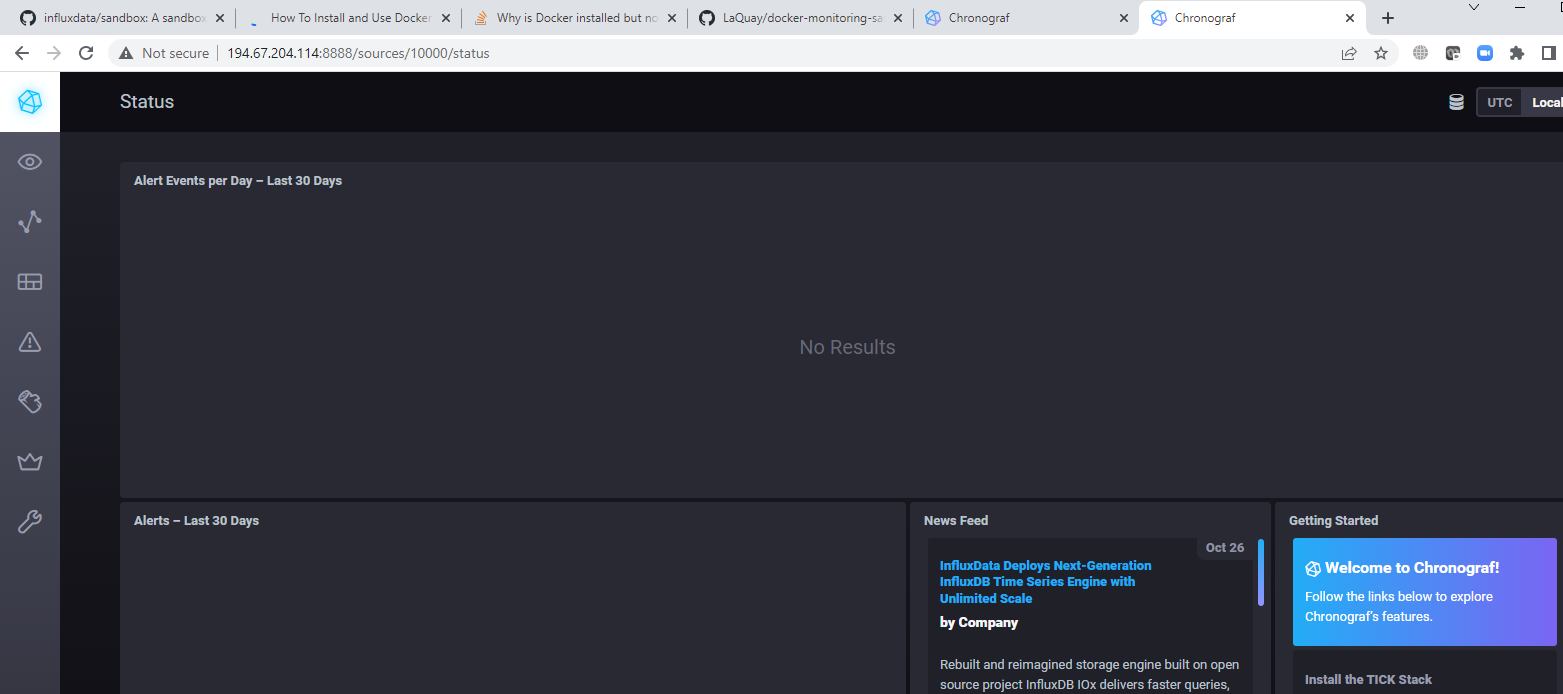 influxdata/sandbox: A sandbox
How To Install and Use Docker
Why is Docker installed but no
LaQuay/docker-monitoring-sa
Chronograf
Chronograf
Not secure
194.67.204.114:8888/sources/10000/status
Status
UTC
Local
Alert Events per Day – Last 30 Days
No Results
Alerts – Last 30 Days
News Feed
Oct 26
InfluxData Deploys Next-Generation
InfluxDB Time Series Engine with
Unlimited Scale
by Company
Rebuilt and reimagined storage engine built on open
source project InfluxDB IOx delivers faster queries,
Getting Started
Welcome to Chronograf!
Follow the links below to explore
Chronograf's features.
Install the TICK Stack